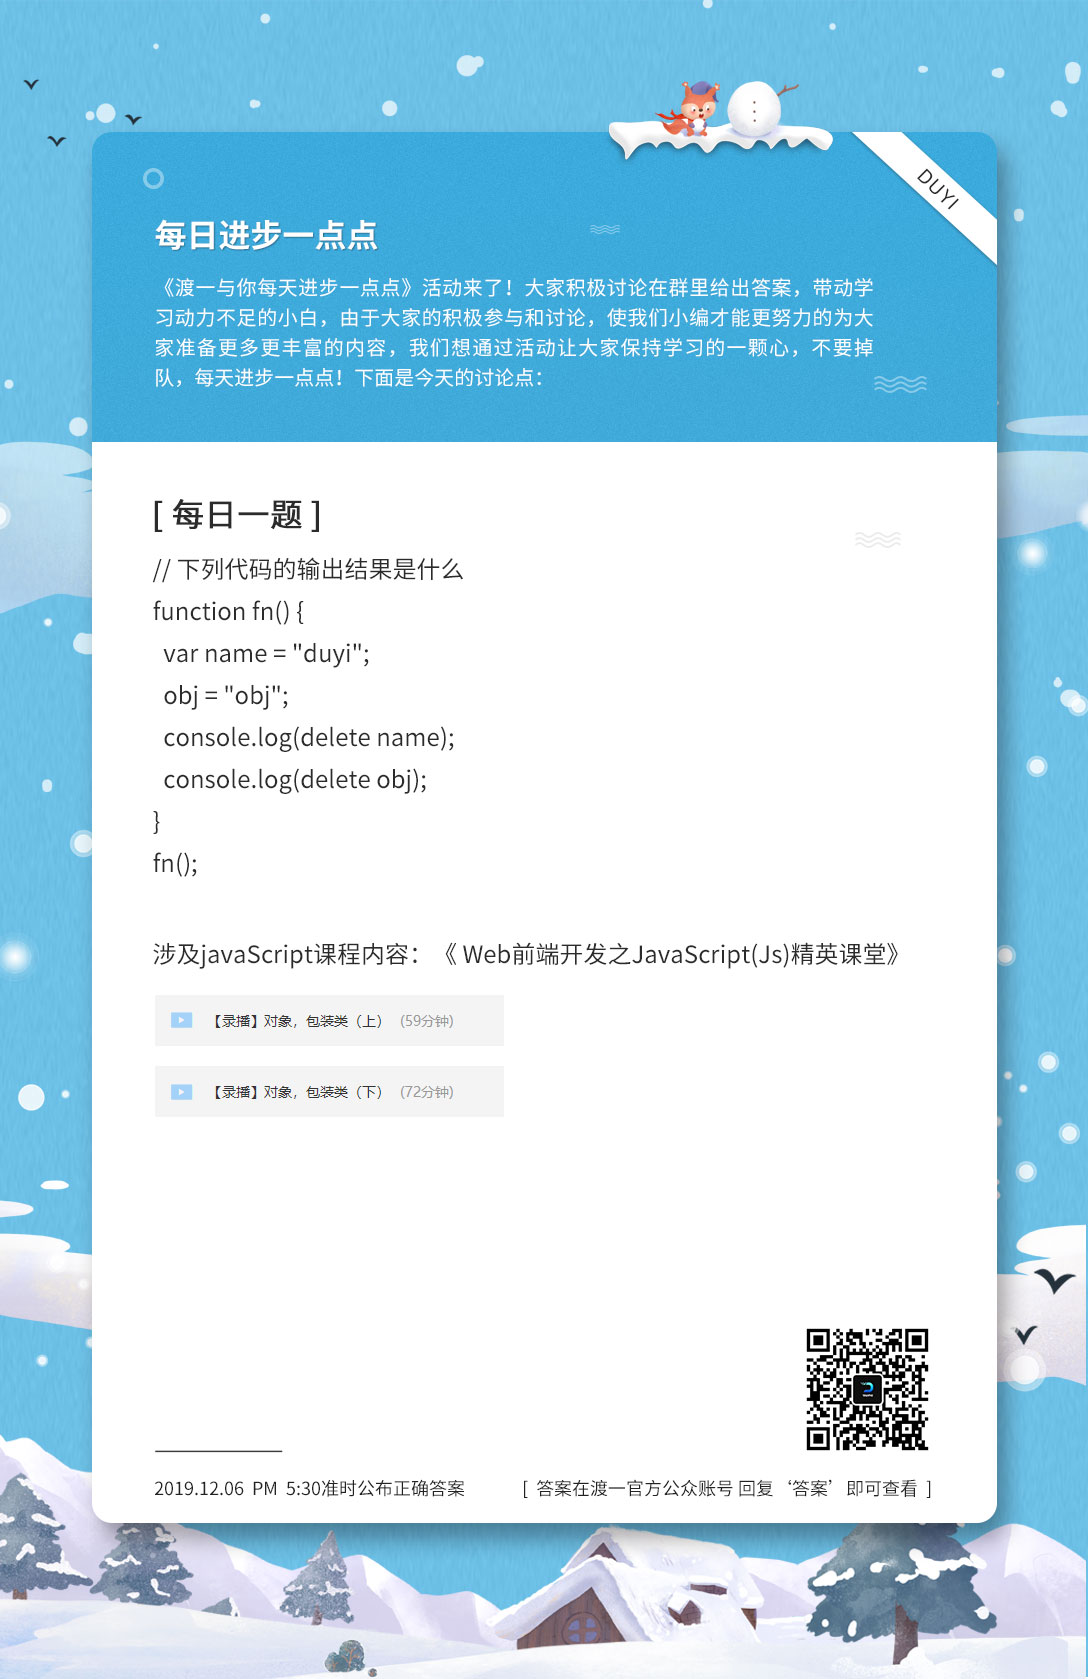 DUYI
每日进步一点点
《渡一与你每天进步一点点》活动来了！大家积极讨论在群里给出答案，带动学
习动力不足的小白，由于大家的积极参与和讨论，使我们小编才能更努力的为大
家准备更多更丰富的内容，我们想通过活动让大家保持学习的一颗心，不要掉
队，每天进步一点点！下面是今天的讨论点：
[ 每日一题 ]
// 下列代码的输出结果是什么
function fn() {
  var name = "duyi";
  obj = "obj";
  console.log(delete name);
  console.log(delete obj);
}
fn();
涉及javaScript课程内容：《 Web前端开发之JavaScript(Js)精英课堂》
【录播】对象，包装类（上） (59分钟)
【录播】对象，包装类（下） (72分钟)
2019.12.06 PM 5:30准时公布正确答案
[ 答案在渡一官方公众账号 回复 ‘答案’ 即可查看 ]